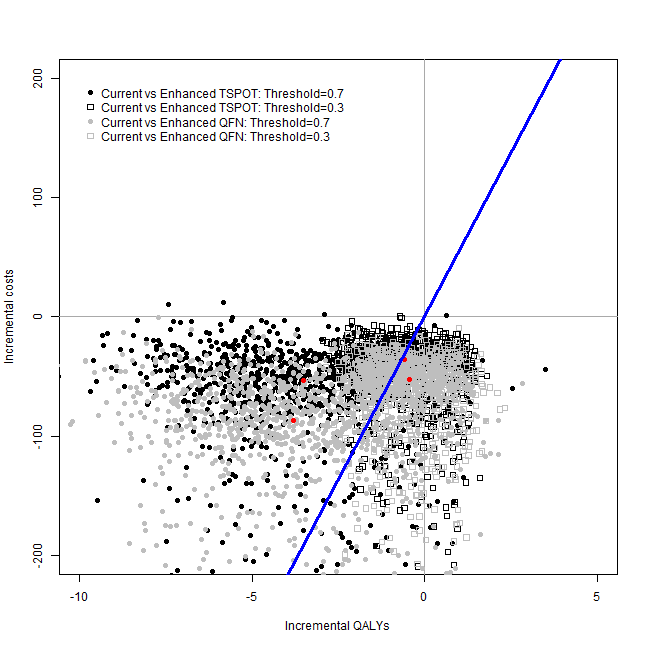 Current vs Enhanced TSPOT: Threshold=0.7
Current vs Enhanced TSPOT: Threshold=0.3
Current vs Enhanced QFN: Threshold=0.7
Current vs Enhanced QFN: Threshold=0.3
Incremental costs
200
100
0
-100
-200
-10
-5
0
5
Incremental QALYs